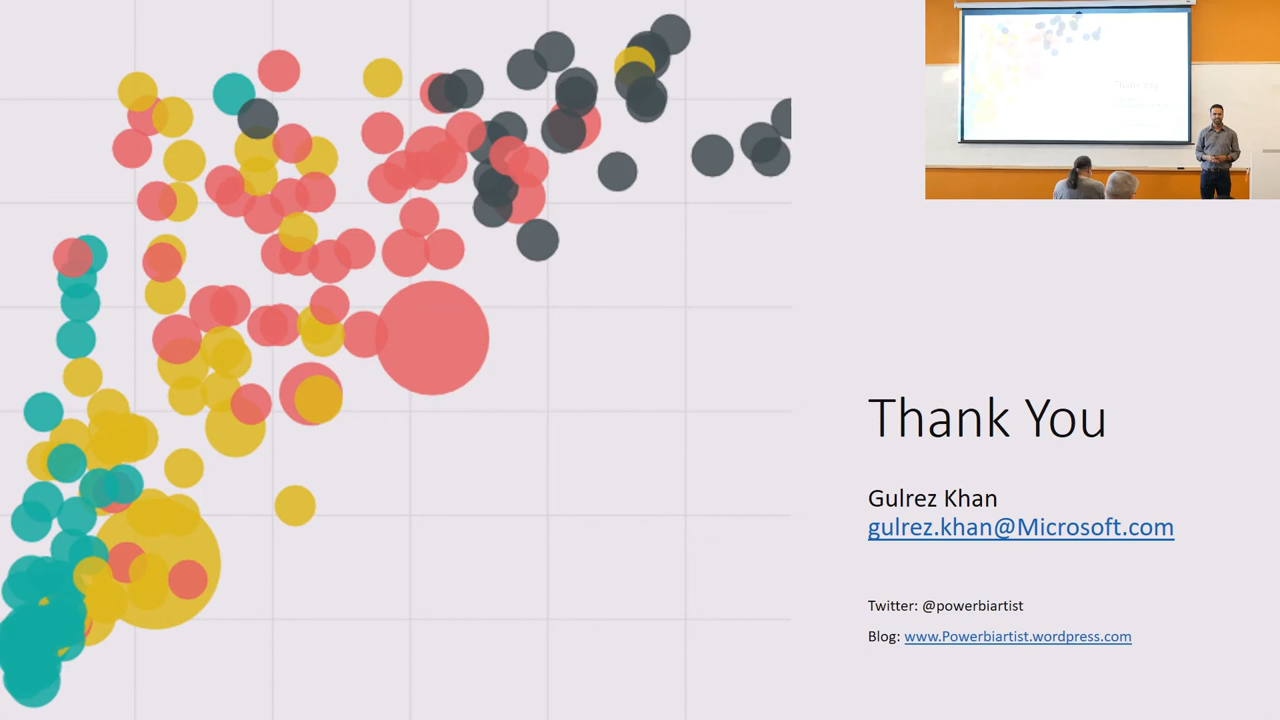 Thank You
Gulrez Khan
gulrez.khan@Microsoft.com
Twitter: @powerbiartist
Blog: www.Powerbiartist.wordpress.com